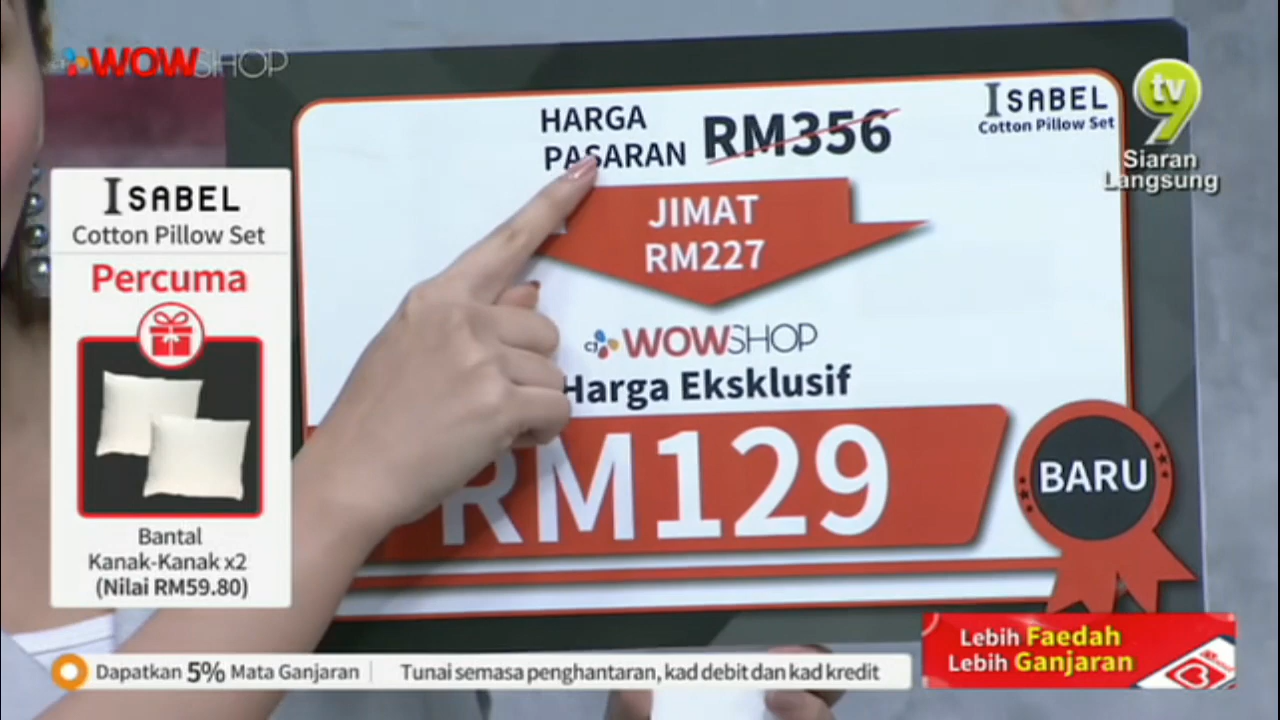 WOWSHOP
HARGA
PASARAN
RM356
ISABEL
Cotton Pillow Set
tv9
Siaran
Langsung
JIMAT
RM227
CJ WOWSHOP
Harga Eksklusif
RM129
BARU
ISABEL
Cotton Pillow Set
Percuma
Bantal
Kanak-Kanak x2
(Nilai RM59.80)
Lebih Faedah
Lebih Ganjaran
Dapatkan 5% Mata Ganjaran
Tunai semasa penghantaran, kad debit dan kad kredit